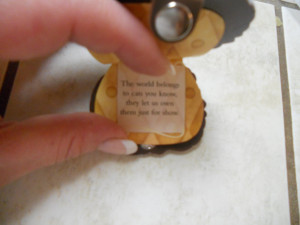 The world belongs
to cats you know,
they let us own
them just for show.